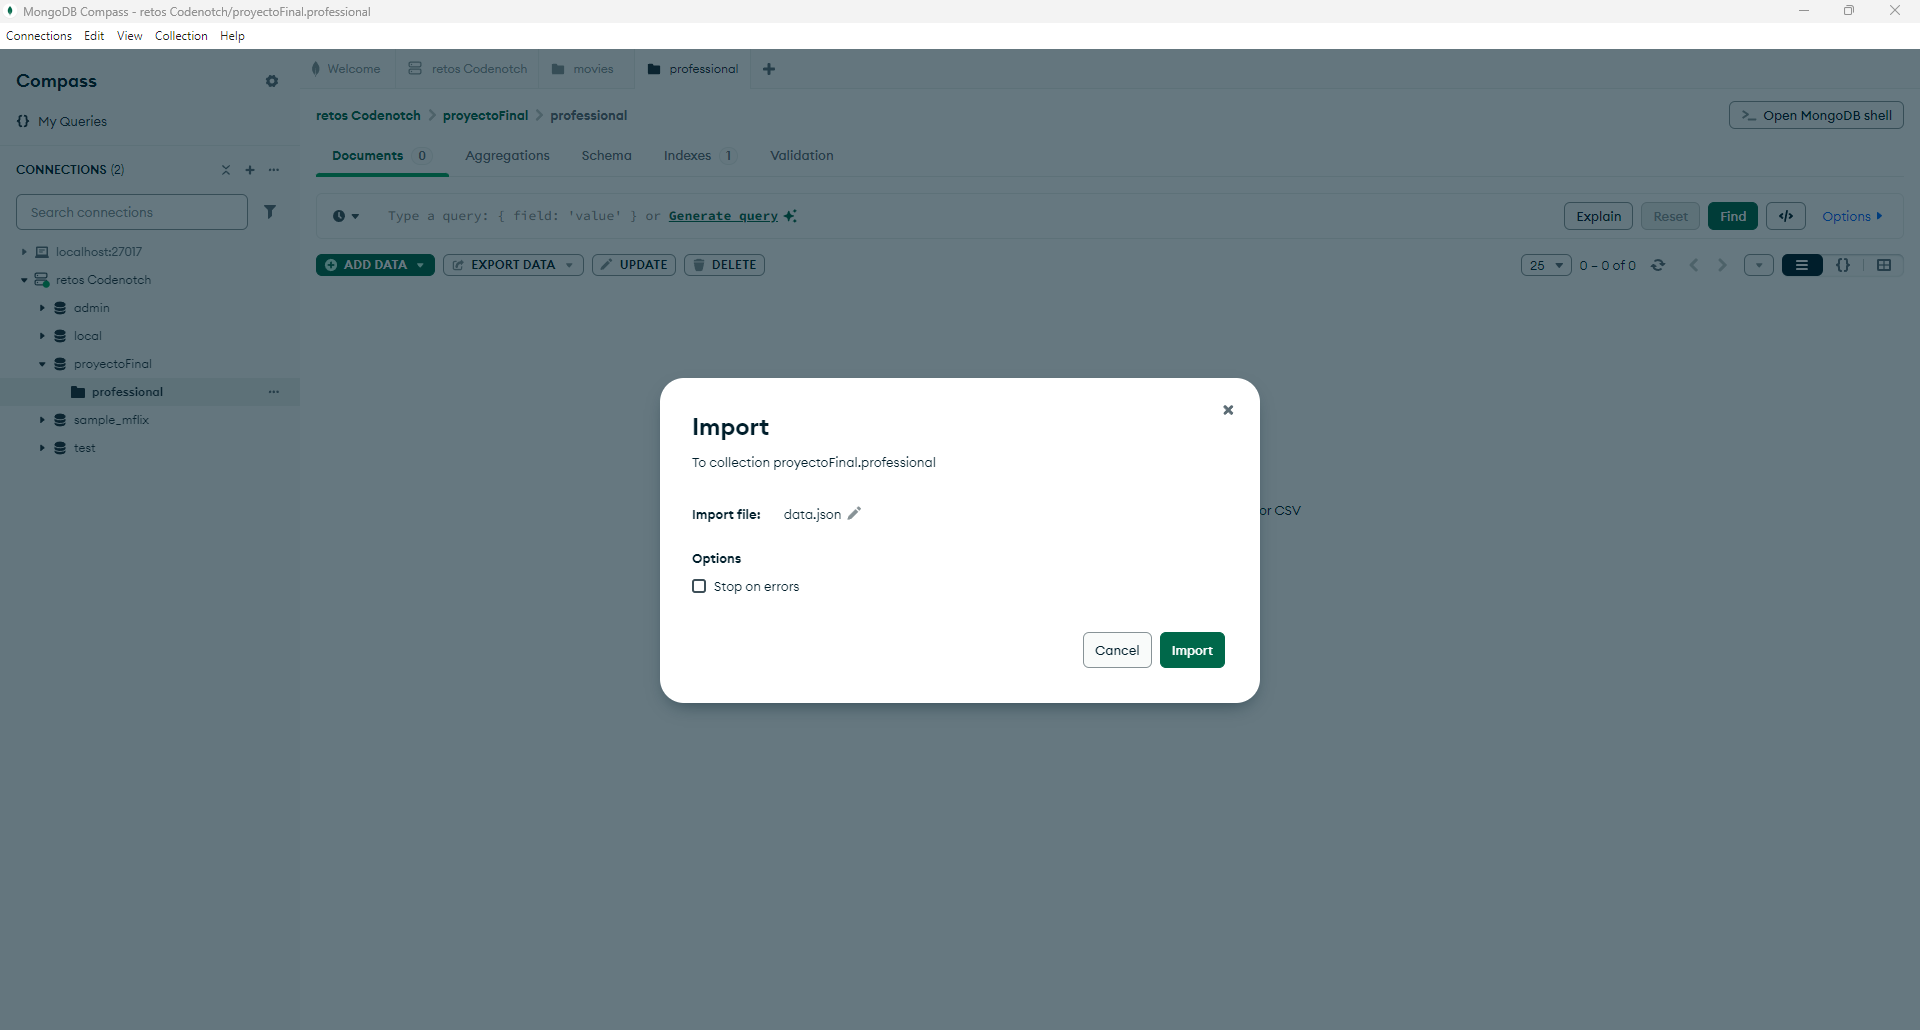 MongoDB Compass - retos Codenotch/proyectoFinal.professional
Connections Edit View Collection Help
Compass
My Queries
CONNECTIONS (2)
Search connections
localhost:27017
retos Codenotch
admin
local
proyectoFinal
professional
sample_mflix
test
Welcome retos Codenotch movies professional
retos Codenotch > proyectoFinal > professional
>_ Open MongoDB shell
Documents 0 Aggregations Schema Indexes 1 Validation
Type a query: { field: 'value' } or Generate query
Explain Reset Find </> Options
ADD DATA EXPORT DATA UPDATE DELETE
25 0 – 0 of 0
Import
To collection proyectoFinal.professional
Import file: data.json
or CSV
Options
Stop on errors
Cancel Import